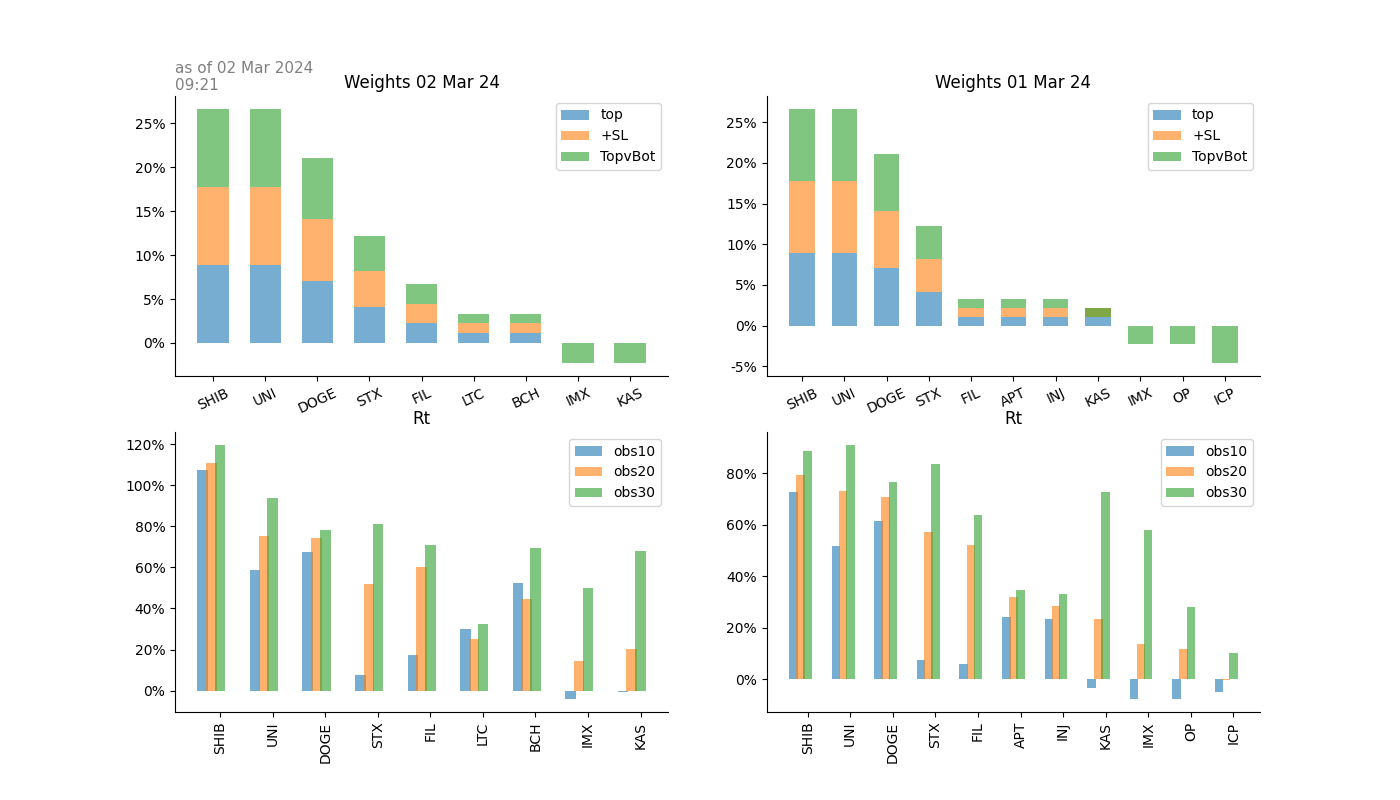 as of 02 Mar 2024
09:21
Weights 02 Mar 24
25%
20%
15%
10%
5%
0%
top
+SL
TopvBot
SHIB UNI DOGE STX FIL LTC BCH IMX KAS
Weights 01 Mar 24
25%
20%
15%
10%
5%
0%
-5%
top
+SL
TopvBot
SHIB UNI DOGE STX FIL APT INJ KAS IMX OP ICP
Rt
120%
100%
80%
60%
40%
20%
0%
obs10
obs20
obs30
SHIB UNI DOGE STX FIL LTC BCH IMX KAS
Rt
80%
60%
40%
20%
0%
obs10
obs20
obs30
SHIB UNI DOGE STX FIL APT INJ KAS IMX OP ICP